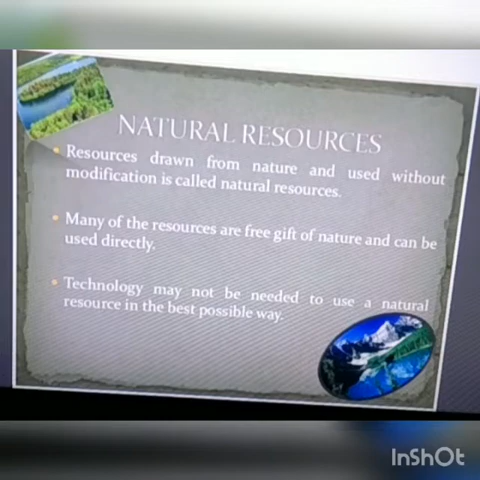 NATURAL RESOURCES
Resources drawn from nature and used without
modification is called natural resources.
Many of the resources are free gift of nature and can be
used directly.
Technology may not be needed to use a natural
resource in the best possible way.
InShOt